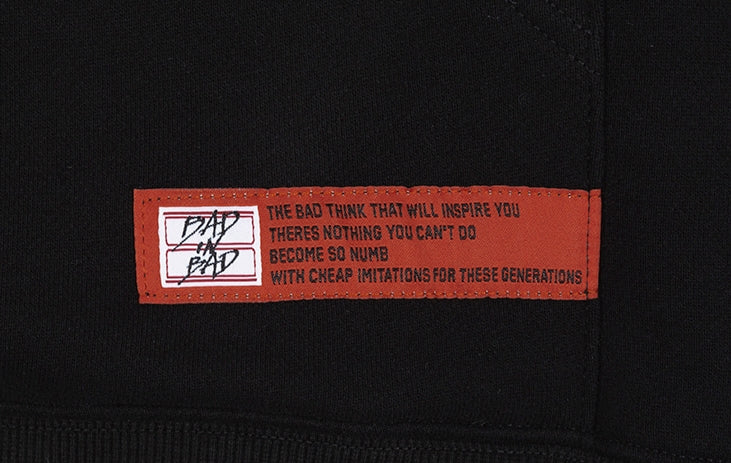 BAD
IN
BAD
THE BAD THINK THAT WILL INSPIRE YOU
THERES NOTHING YOU CAN'T DO
BECOME SO NUMB
WITH CHEAP IMITATIONS FOR THESE GENERATIONS